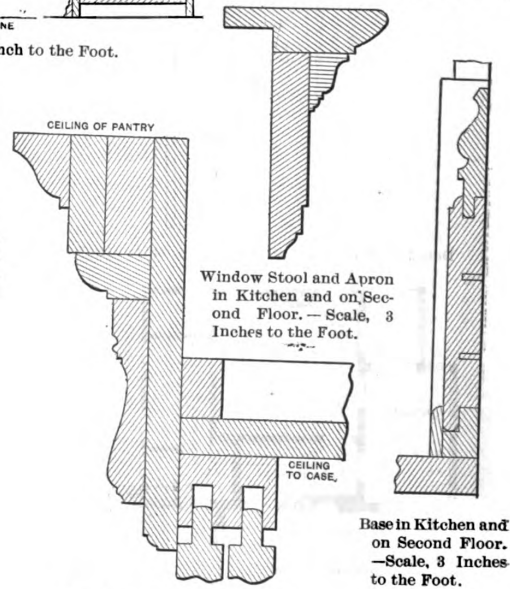 NE
nch to the Foot.
CEILING OF PANTRY
Window Stool and Apron
in Kitchen and on Sec-
ond Floor. — Scale, 3
Inches to the Foot.
CEILING
TO CASE.
Base in Kitchen and
on Second Floor.
—Scale, 3 Inches
to the Foot.